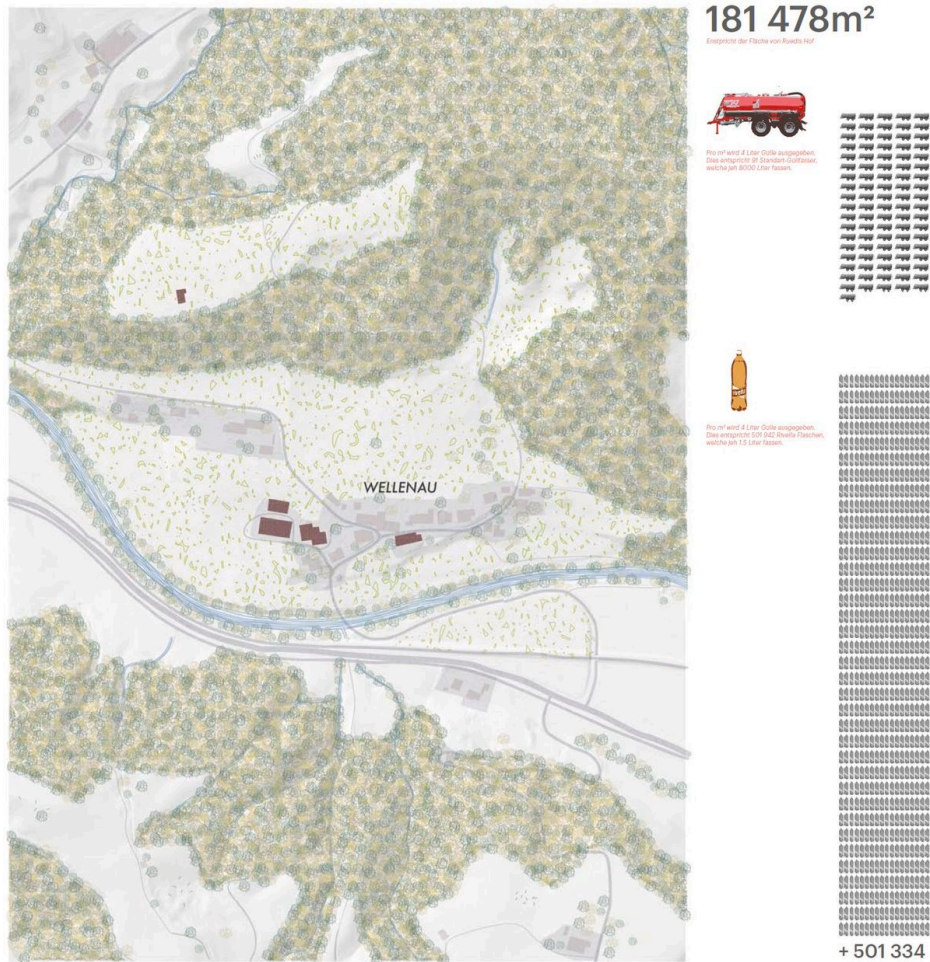 181 478m²
Entspricht der Fläche von Ruedis Hof
Pro m² wird 4 Liter Gülle ausgegeben.
Dies entspricht 91 Standart-Güllfässer,
welche jeh 8000 Liter fassen.
Pro m² wird 4 Liter Gülle ausgegeben.
Dies entspricht 501 942 Rivella Flaschen,
welche jeh 1.5 Liter fassen.
WELLENAU
+ 501 334